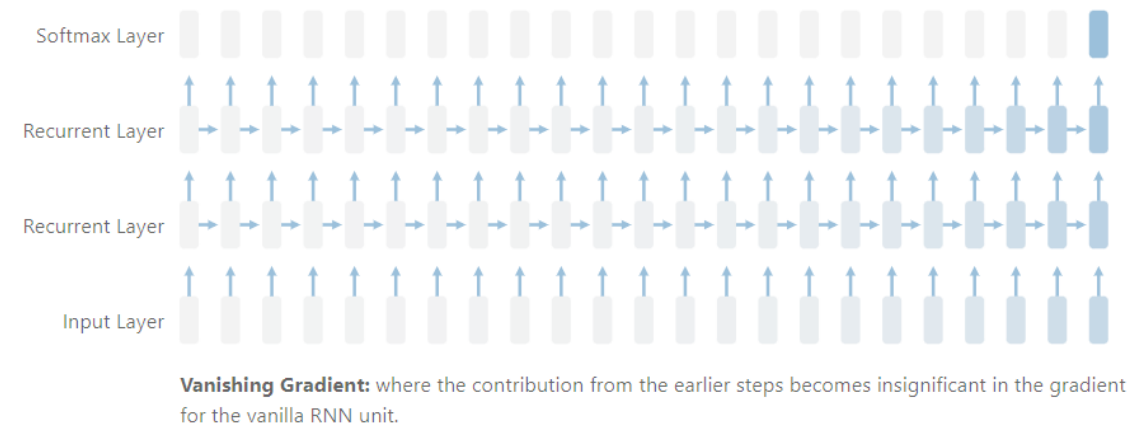 Softmax Layer
Recurrent Layer
Recurrent Layer
Input Layer
Vanishing Gradient: where the contribution from the earlier steps becomes insignificant in the gradient
for the vanilla RNN unit.